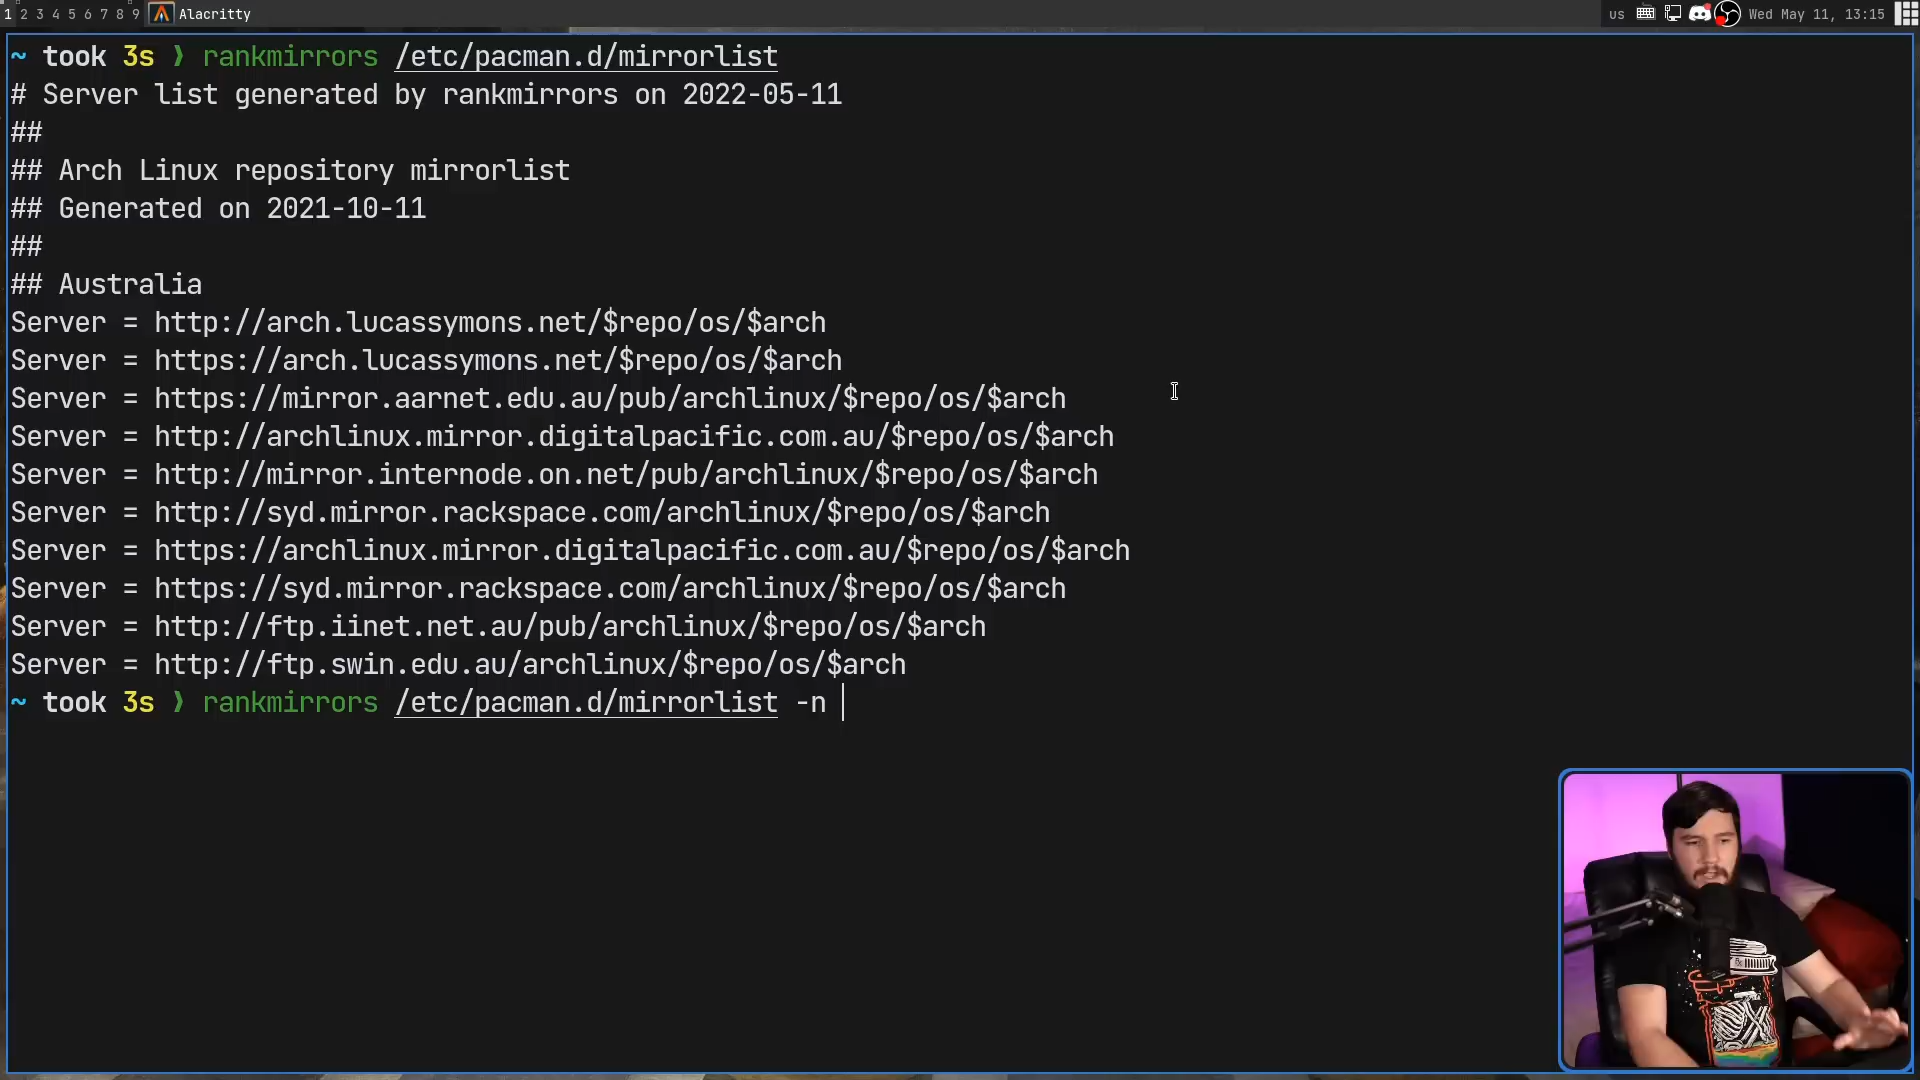 1 2 3 4 5 6 7 8 9 Alacritty us Wed May 11, 13:15
~ took 3s ❯ rankmirrors /etc/pacman.d/mirrorlist
# Server list generated by rankmirrors on 2022-05-11
##
## Arch Linux repository mirrorlist
## Generated on 2021-10-11
##
## Australia
Server = http://arch.lucassymons.net/$repo/os/$arch
Server = https://arch.lucassymons.net/$repo/os/$arch
Server = https://mirror.aarnet.edu.au/pub/archlinux/$repo/os/$arch
Server = http://archlinux.mirror.digitalpacific.com.au/$repo/os/$arch
Server = http://mirror.internode.on.net/pub/archlinux/$repo/os/$arch
Server = http://syd.mirror.rackspace.com/archlinux/$repo/os/$arch
Server = https://archlinux.mirror.digitalpacific.com.au/$repo/os/$arch
Server = https://syd.mirror.rackspace.com/archlinux/$repo/os/$arch
Server = http://ftp.iinet.net.au/pub/archlinux/$repo/os/$arch
Server = http://ftp.swin.edu.au/archlinux/$repo/os/$arch
~ took 3s ❯ rankmirrors /etc/pacman.d/mirrorlist -n